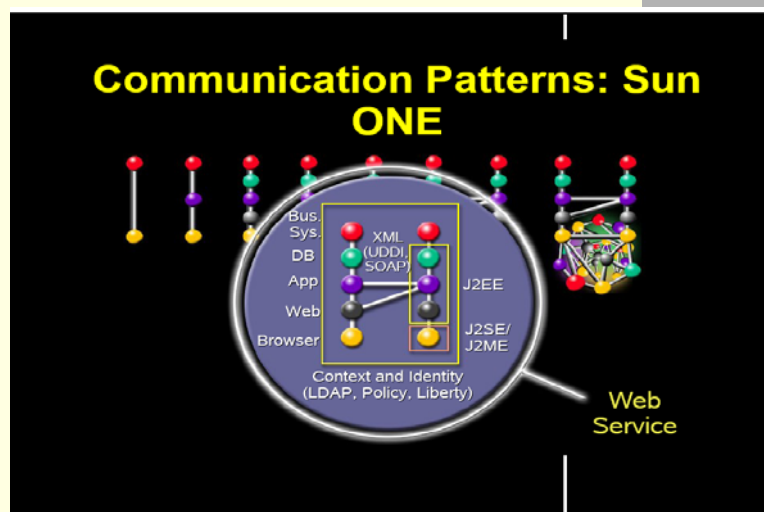 Communication Patterns: Sun
ONE
Bus.
Sys.
DB
App
Web
Browser
XML
(UDDI,
SOAP)
J2EE
J2SE/
J2ME
Context and Identity
(LDAP, Policy, Liberty)
Web
Service